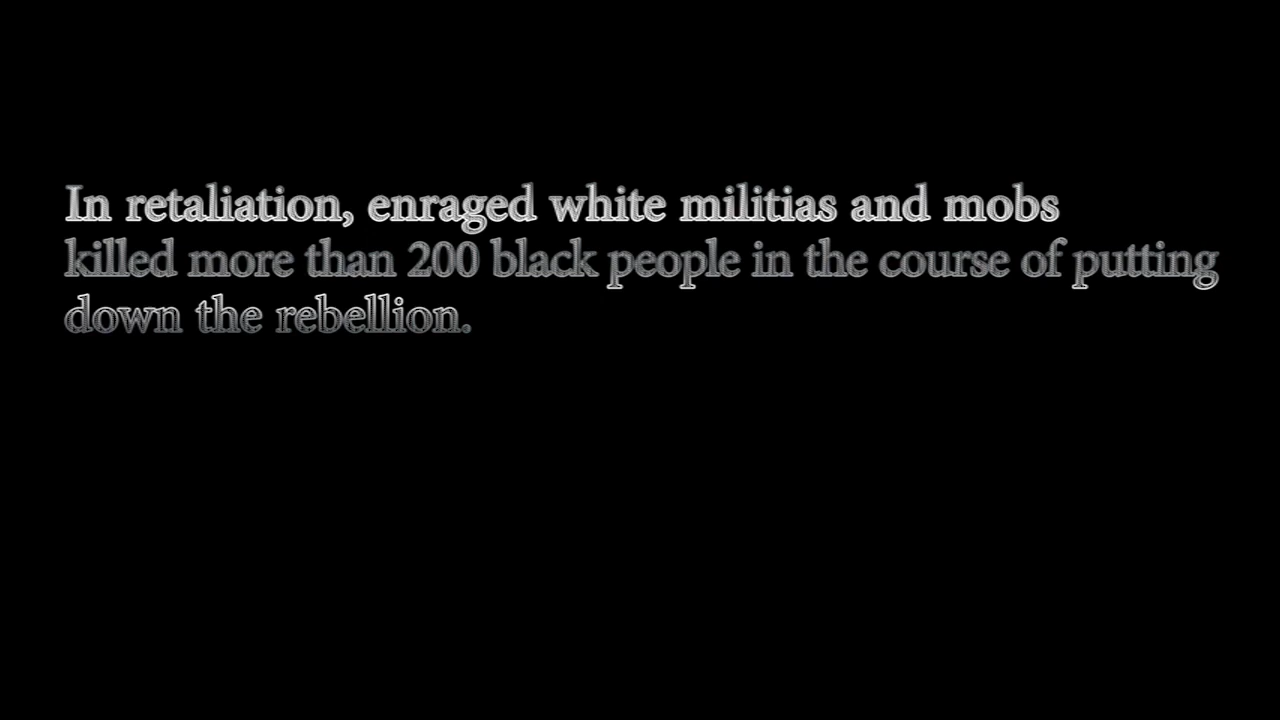 In retaliation, enraged white militias and mobs
killed more than 200 black people in the course of putting
down the rebellion.